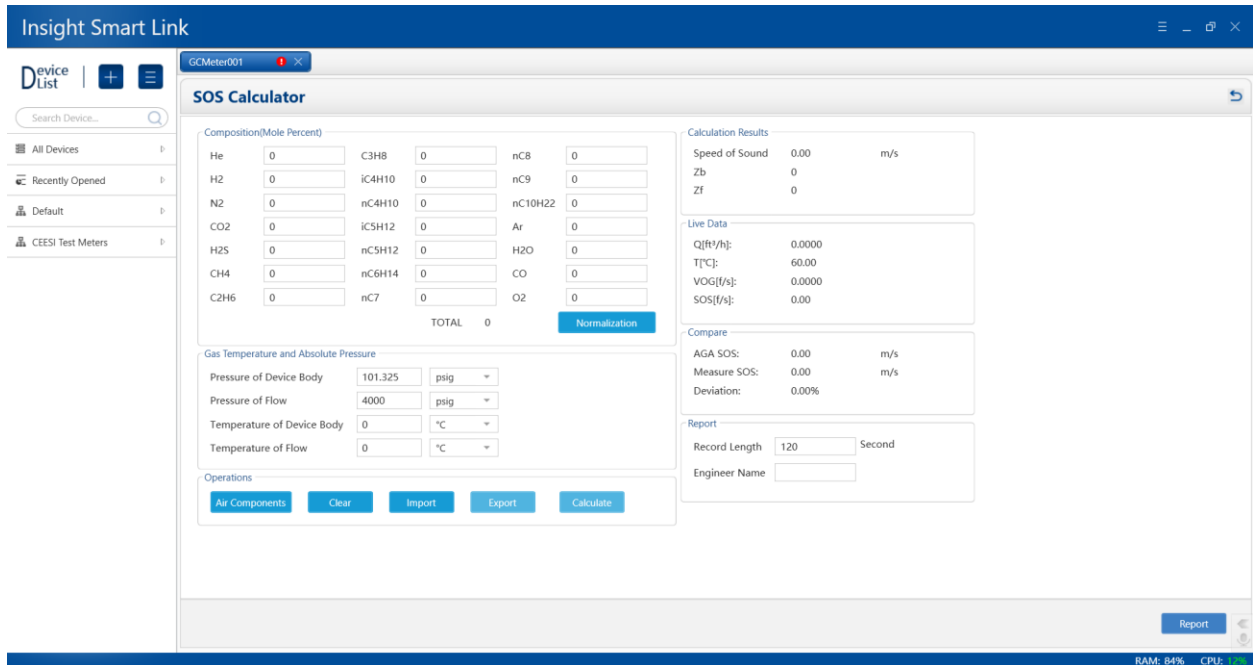 Insight Smart Link
Device List
Search Device...
All Devices
Recently Opened
Default
CEESI Test Meters
GCMeter001
SOS Calculator
Composition(Mole Percent)
He 0 C3H8 0 nC8 0
H2 0 iC4H10 0 nC9 0
N2 0 nC4H10 0 nC10H22 0
CO2 0 iC5H12 0 Ar 0
H2S 0 nC5H12 0 H2O 0
CH4 0 nC6H14 0 CO 0
C2H6 0 nC7 0 O2 0
TOTAL 0 Normalization
Gas Temperature and Absolute Pressure
Pressure of Device Body 101.325 psig
Pressure of Flow 4000 psig
Temperature of Device Body 0 °C
Temperature of Flow 0 °C
Operations
Air Components Clear Import Export Calculate
Calculation Results
Speed of Sound 0.00 m/s
Zb 0
Zf 0
Live Data
Q[ft³/h]: 0.0000
T[°C]: 60.00
VOG[f/s]: 0.0000
SOS[f/s]: 0.00
Compare
AGA SOS: 0.00 m/s
Measure SOS: 0.00 m/s
Deviation: 0.00%
Report
Record Length 120 Second
Engineer Name
Report
RAM: 84% CPU: 12%